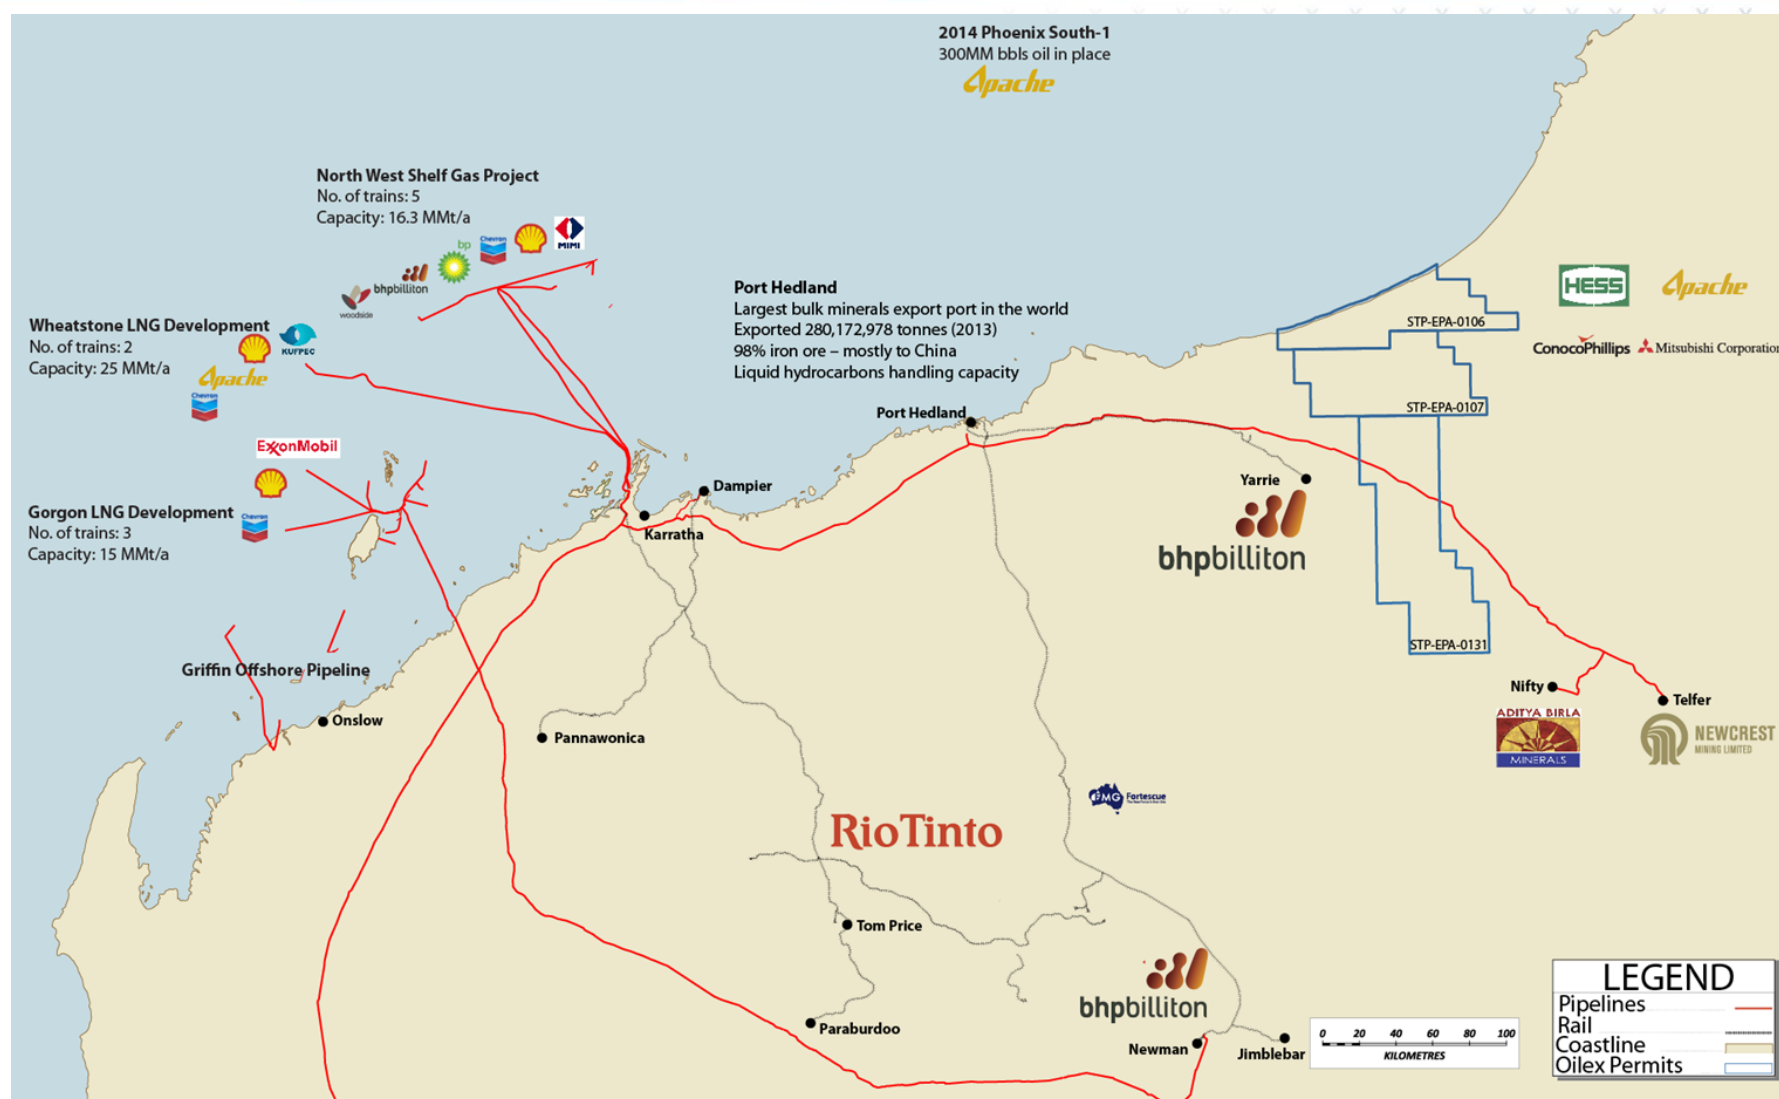 2014 Phoenix South-1
300MM bbls oil in place
Apache
North West Shelf Gas Project
No. of trains: 5
Capacity: 16.3 MMt/a
MIMI
Chevron
bp
bhpbilliton
woodside
Wheatstone LNG Development
No. of trains: 2
Capacity: 25 MMt/a
KUFPEC
Apache
Chevron
Port Hedland
Largest bulk minerals export port in the world
Exported 280,172,978 tonnes (2013)
98% iron ore – mostly to China
Liquid hydrocarbons handling capacity
HESS
Apache
ConocoPhillips
Mitsubishi Corporation
STP-EPA-0106
STP-EPA-0107
STP-EPA-0131
ExxonMobil
Gorgon LNG Development
No. of trains: 3
Capacity: 15 MMt/a
Chevron
Port Hedland
Dampier
Karratha
Yarrie
bhpbilliton
Griffin Offshore Pipeline
Onslow
Pannawonica
Nifty
Telfer
ADITYA BIRLA
MINERALS
NEWCREST
MINING LIMITED
FMG
Fortescue
RioTinto
Tom Price
Paraburdoo
bhpbilliton
Newman
Jimblebar
0 20 40 60 80 100
KILOMETRES
LEGEND
Pipelines
Rail
Coastline
Oilex Permits